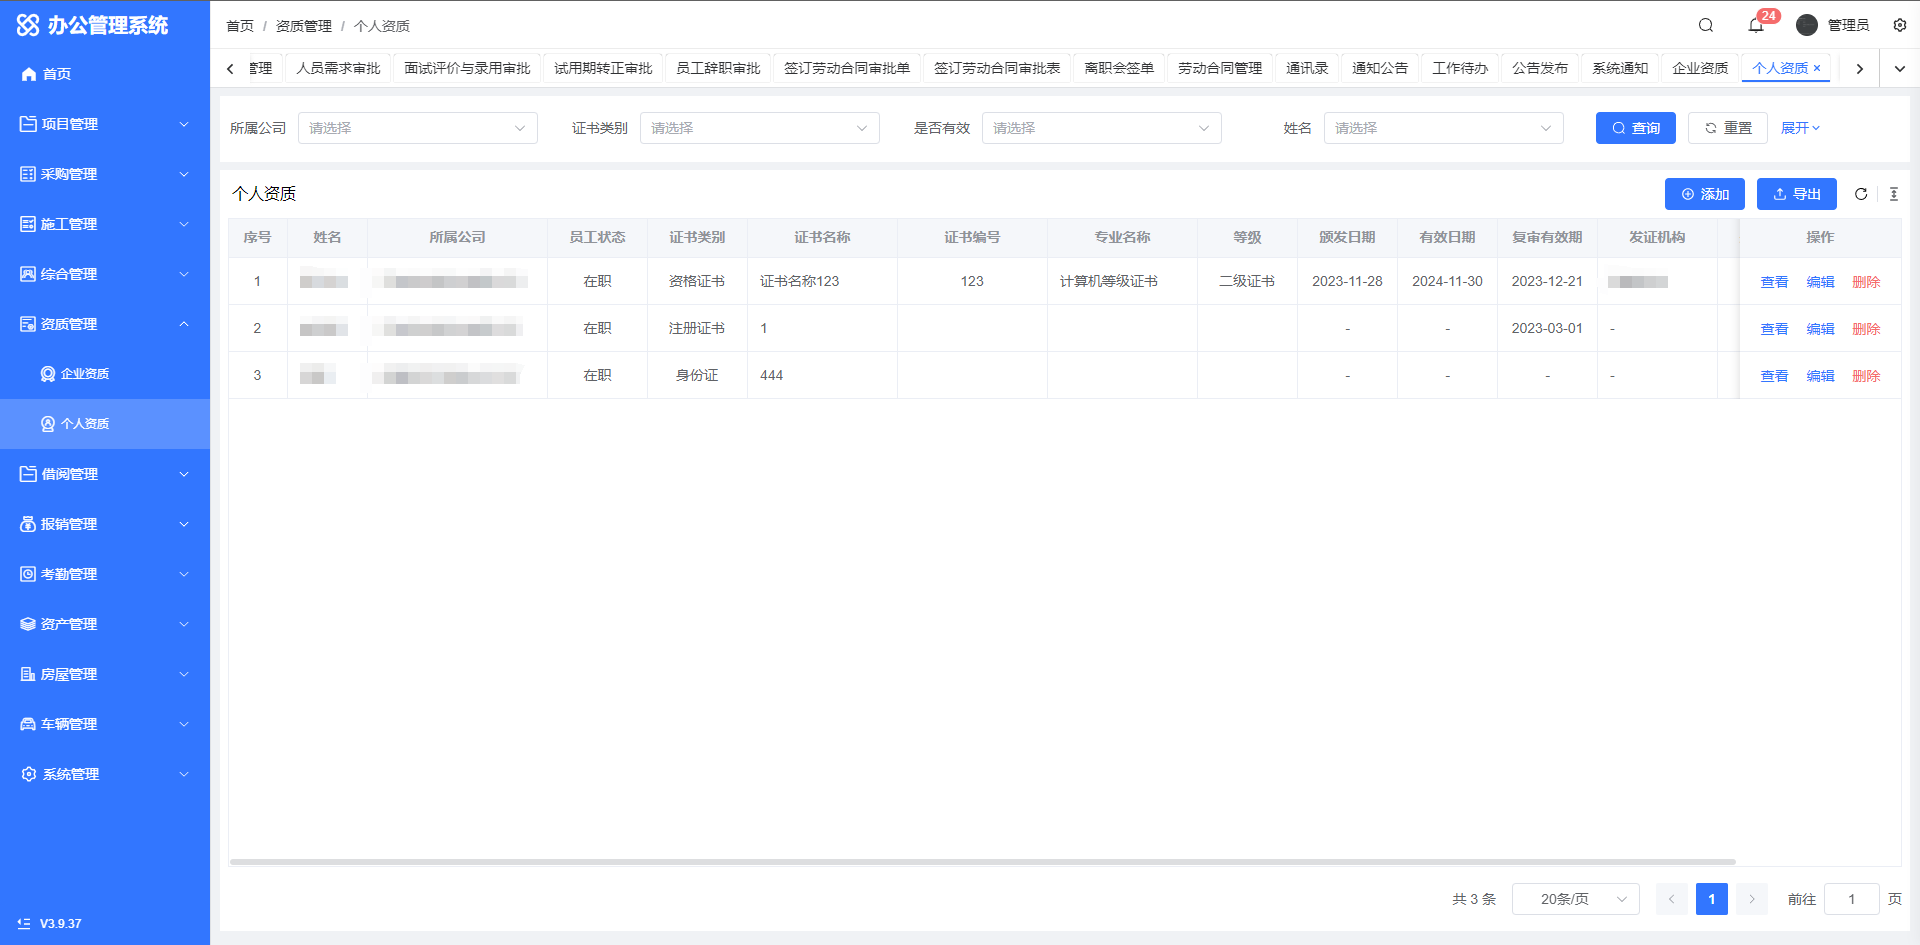 办公管理系统
首页 / 资质管理 / 个人资质
24
管理员
管理
人员需求审批
面试评价与录用审批
试用期转正审批
员工辞职审批
签订劳动合同审批单
签订劳动合同审批表
离职会签单
劳动合同管理
通讯录
通知公告
工作待办
公告发布
系统通知
企业资质
个人资质 ×
首页
项目管理
采购管理
施工管理
综合管理
资质管理
企业资质
个人资质
借阅管理
报销管理
考勤管理
资产管理
房屋管理
车辆管理
系统管理
V3.9.37
所属公司 请选择 证书类别 请选择 是否有效 请选择 姓名 请选择 查询 重置 展开
个人资质 添加 导出
序号 姓名 所属公司 员工状态 证书类别 证书名称 证书编号 专业名称 等级 颁发日期 有效日期 复审有效期 发证机构 操作
1 在职 资格证书 证书名称123 123 计算机等级证书 二级证书 2023-11-28 2024-11-30 2023-12-21 查看 编辑 删除
2 在职 注册证书 1 - - 2023-03-01 - 查看 编辑 删除
3 在职 身份证 444 - - - - 查看 编辑 删除
共 3 条 20条/页 1 前往 1 页